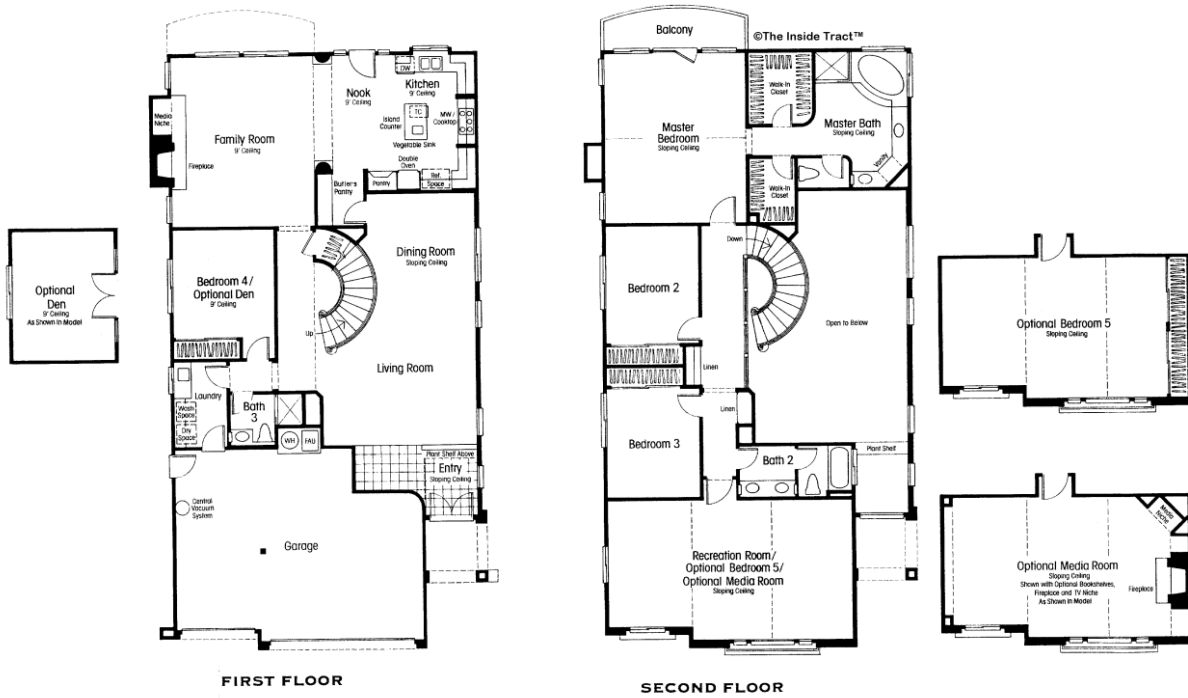 Balcony
©The Inside Tract™
DW
Kitchen
9' Ceiling
Nook
9' Ceiling
TC
Island
Counter
MW/
Cooktop
Vegetable Sink
Double
Oven
Media
Niche
Family Room
9' Ceiling
Fireplace
Pantry
Ref.
Space
Butler's
Pantry
Dining Room
Sloping Ceiling
Bedroom 4/
Optional Den
9' Ceiling
Up
Living Room
Laundry
Wash
Space
Dry
Space
Bath
3
WH
FAU
Plant Shelf Above
Entry
Sloping Ceiling
Central
Vacuum
System
Garage
FIRST FLOOR
Optional
Den
9' Ceiling
As Shown In Model
Walk-In
Closet
Master
Bedroom
Sloping Ceiling
Master Bath
Sloping Ceiling
Vanity
Walk-In
Closet
Down
Bedroom 2
Open to Below
Linen
Linen
Bedroom 3
Bath 2
Plant Shelf
Recreation Room/
Optional Bedroom 5/
Optional Media Room
Sloping Ceiling
SECOND FLOOR
Optional Bedroom 5
Sloping Ceiling
Media
Niche
Optional Media Room
Sloping Ceiling
Shown with Optional Bookshelves,
Fireplace and TV Niche
As Shown in Model
Fireplace